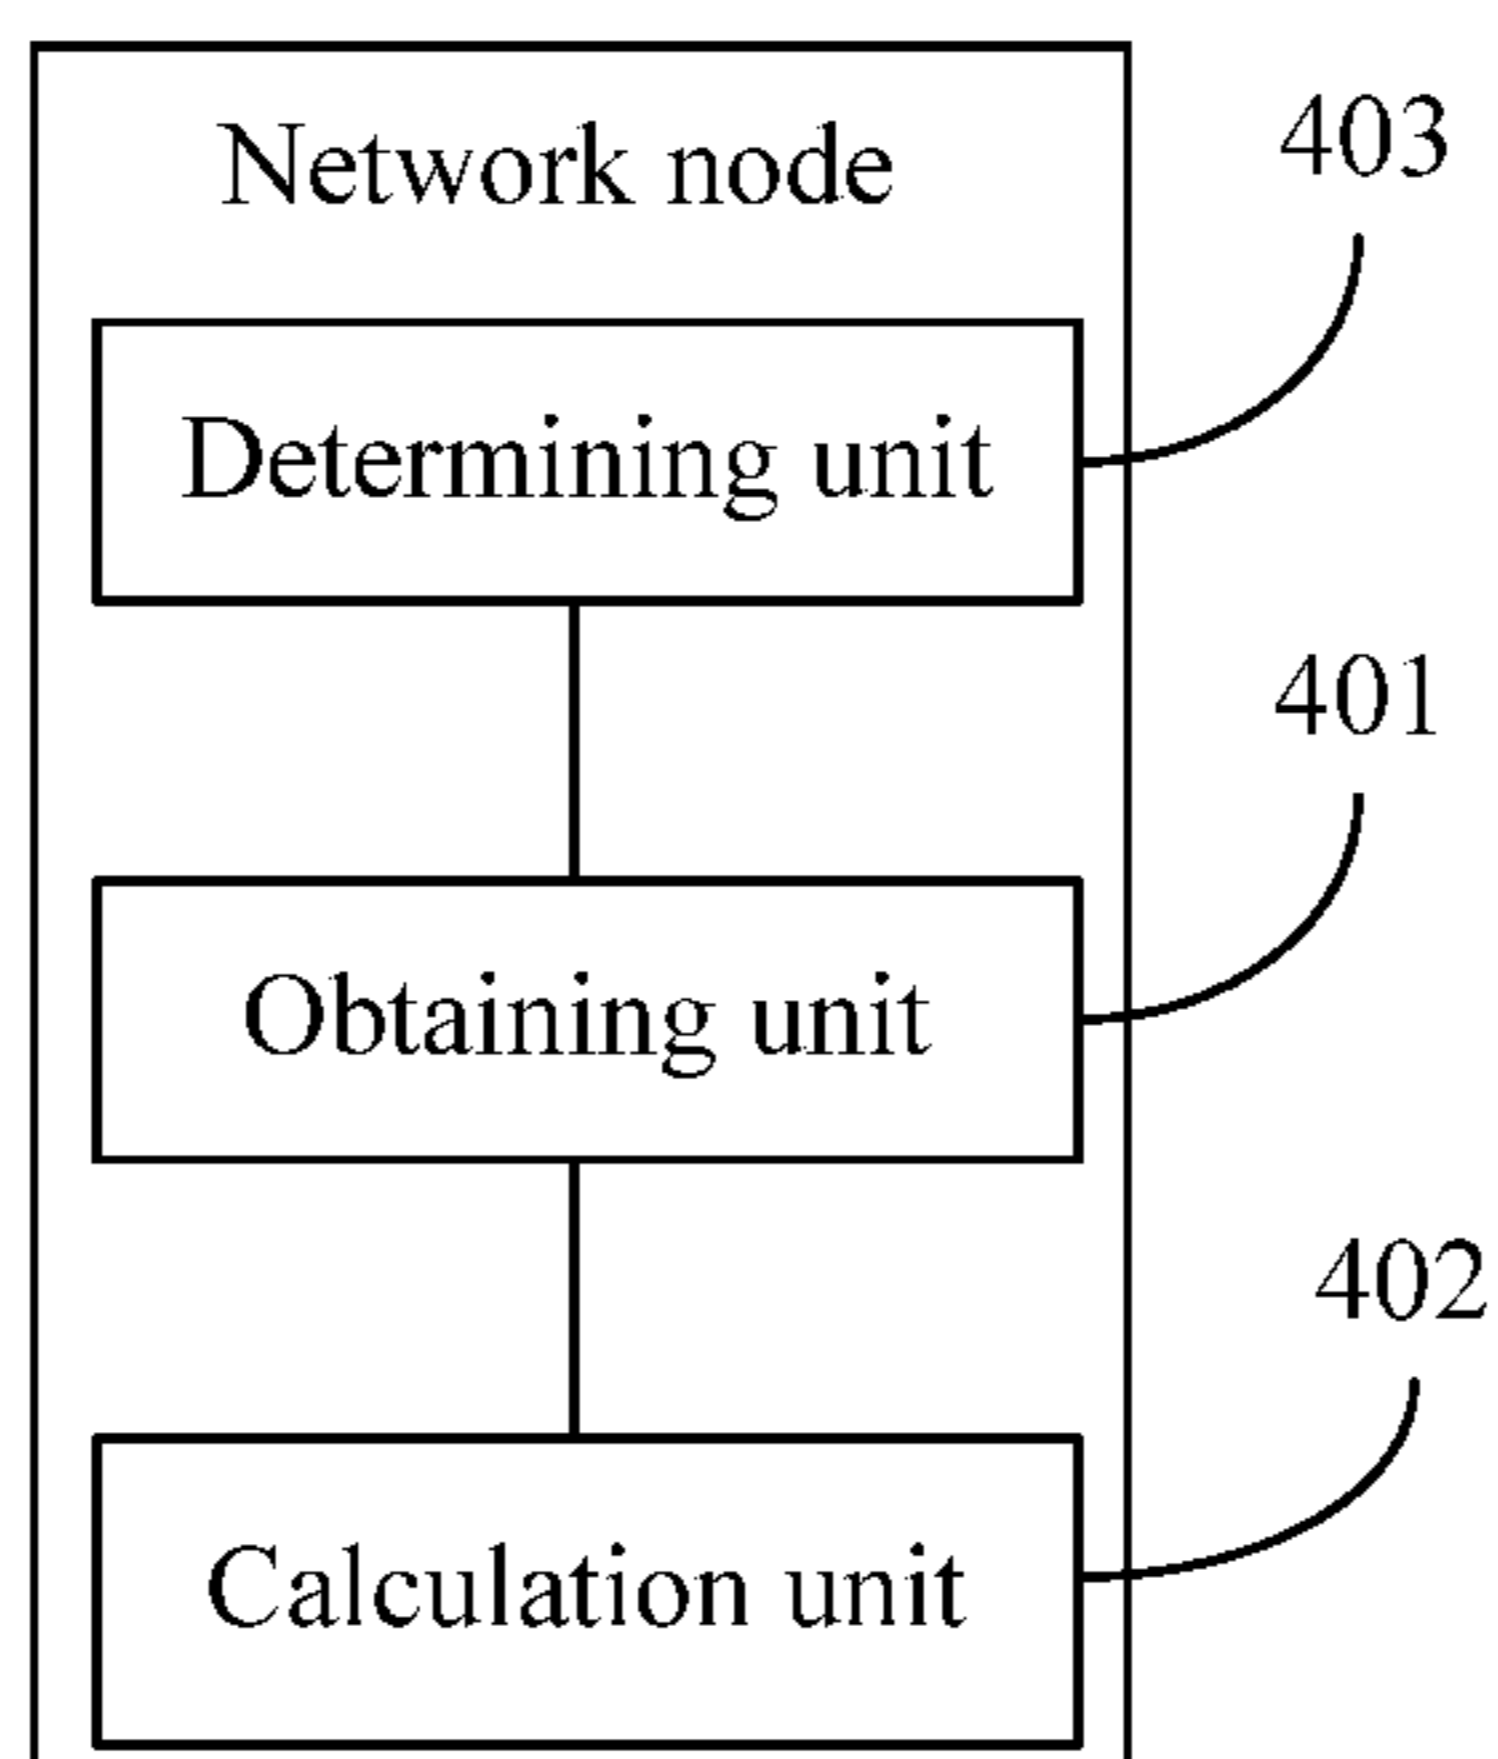 Network node
403
Determining unit
401
Obtaining unit
402
Calculation unit